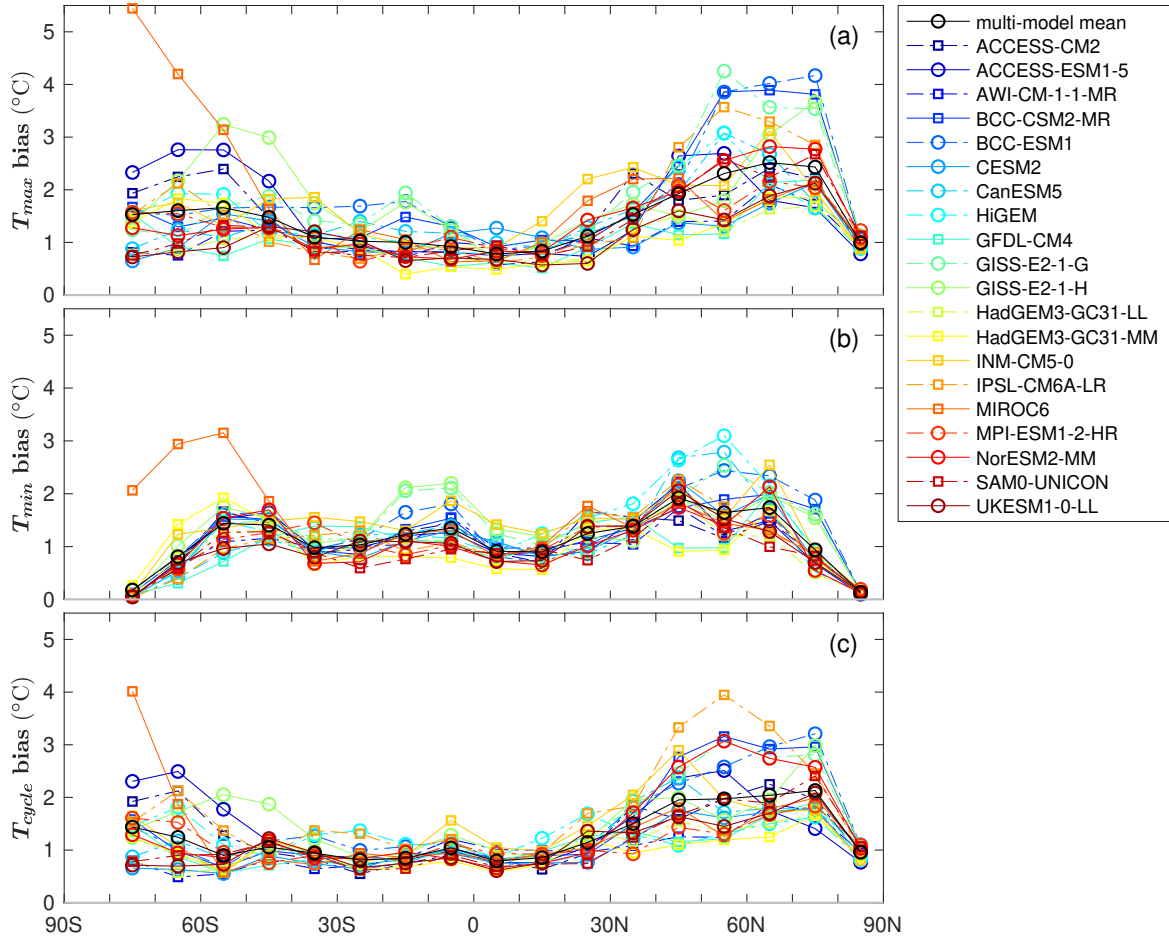 (a)
5
4
3
2
1
0
T_max bias (°C)
(b)
5
4
3
2
1
0
T_min bias (°C)
(c)
5
4
3
2
1
0
T_cycle bias (°C)
90S 60S 30S 0 30N 60N 90N
multi-model mean
ACCESS-CM2
ACCESS-ESM1-5
AWI-CM-1-1-MR
BCC-CSM2-MR
BCC-ESM1
CESM2
CanESM5
HiGEM
GFDL-CM4
GISS-E2-1-G
GISS-E2-1-H
HadGEM3-GC31-LL
HadGEM3-GC31-MM
INM-CM5-0
IPSL-CM6A-LR
MIROC6
MPI-ESM1-2-HR
NorESM2-MM
SAM0-UNICON
UKESM1-0-LL